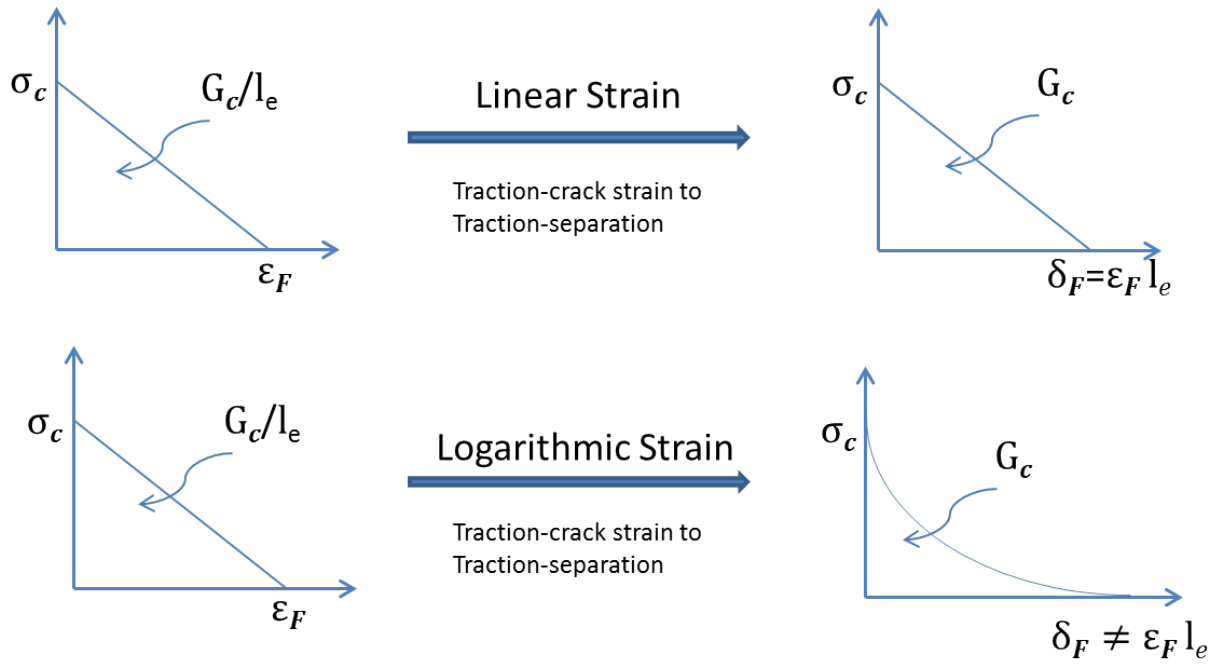 σc
Gc/le
εF
Linear Strain
Traction-crack strain to
Traction-separation
σc
Gc
δF=εF le
σc
Gc/le
εF
Logarithmic Strain
Traction-crack strain to
Traction-separation
σc
Gc
δF ≠ εF le